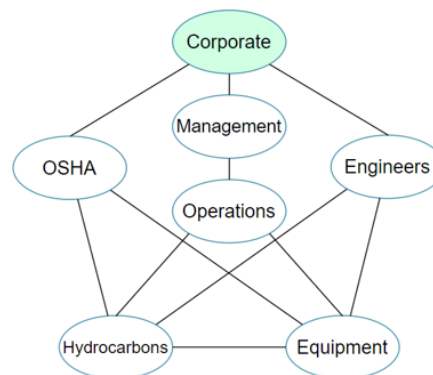 Corporate
Management
OSHA
Engineers
Operations
Hydrocarbons
Equipment